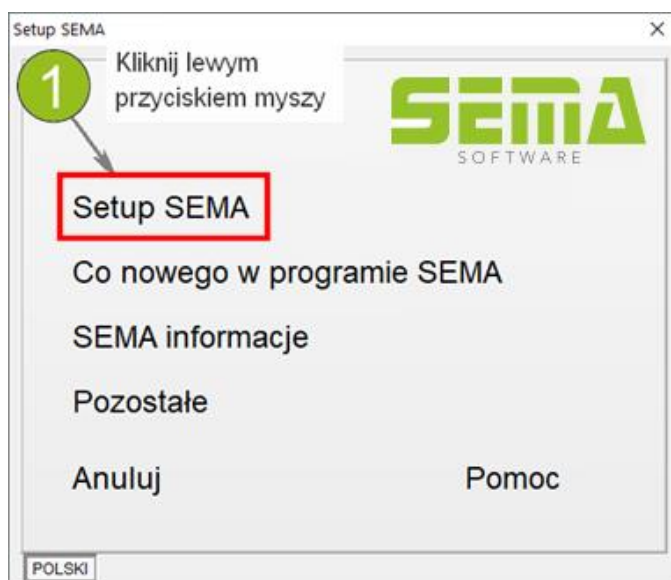 Setup SEMA
1
Kliknij lewym
przyciskiem myszy
SEMA
SOFTWARE
Setup SEMA
Co nowego w programie SEMA
SEMA informacje
Pozostałe
Anuluj Pomoc
POLSKI